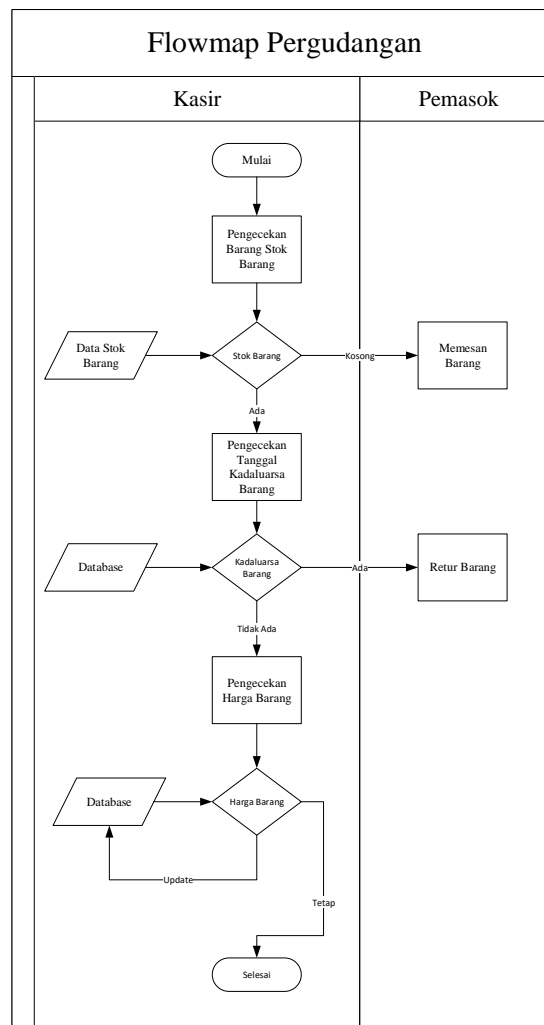 Flowmap Pergudangan
Kasir
Pemasok
Mulai
Pengecekan
Barang Stok
Barang
Data Stok
Barang
Stok Barang
Kosong
Memesan
Barang
Ada
Pengecekan
Tanggal
Kadaluarsa
Barang
Database
Kadaluarsa
Barang
Ada
Retur Barang
Tidak Ada
Pengecekan
Harga Barang
Database
Harga Barang
Update
Tetap
Selesai